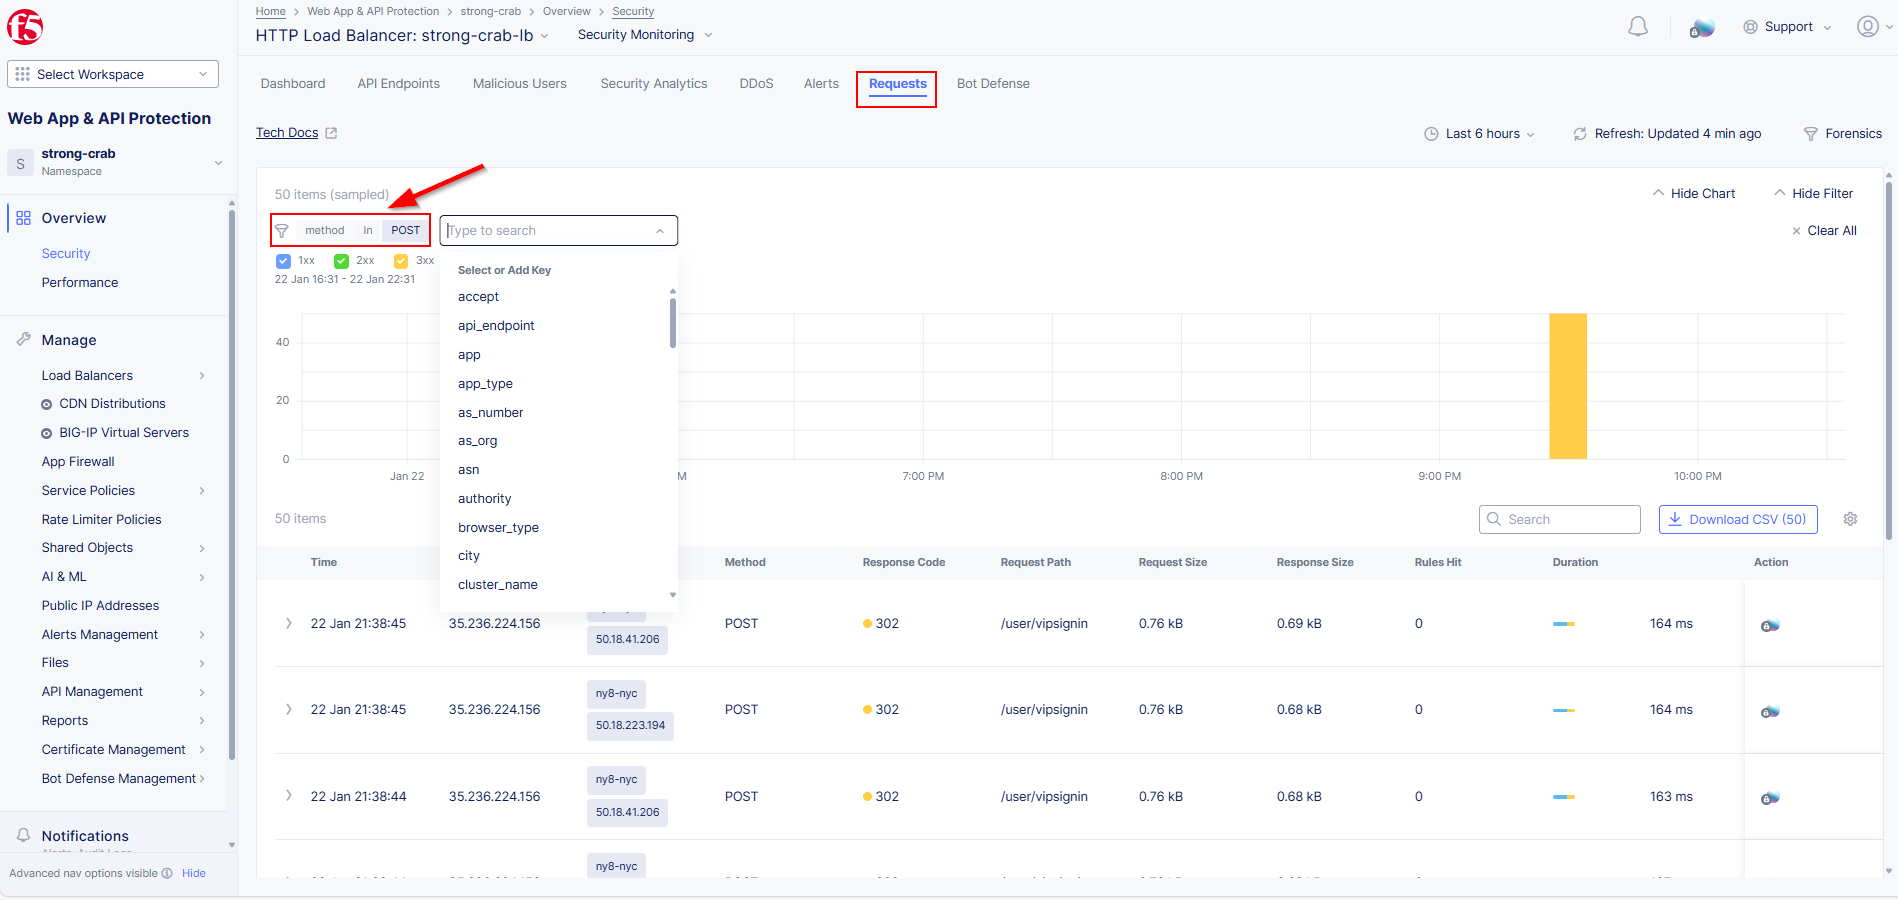 Home > Web App & API Protection > strong-crab > Overview > Security
HTTP Load Balancer: strong-crab-lb
Security Monitoring
Support
f5
Select Workspace
Web App & API Protection
S
strong-crab
Namespace
Overview
Security
Performance
Manage
Load Balancers
CDN Distributions
BIG-IP Virtual Servers
App Firewall
Service Policies
Rate Limiter Policies
Shared Objects
AI & ML
Public IP Addresses
Alerts Management
Files
API Management
Reports
Certificate Management
Bot Defense Management
Notifications
Advanced nav options visible Hide
Dashboard API Endpoints Malicious Users Security Analytics DDoS Alerts Requests Bot Defense
Tech Docs
Last 6 hours
Refresh: Updated 4 min ago
Forensics
50 items (sampled)
Hide Chart
Hide Filter
method In POST
Type to search
Clear All
1xx 2xx 3xx
22 Jan 16:31 - 22 Jan 22:31
Select or Add Key
accept
api_endpoint
app
app_type
as_number
as_org
asn
authority
browser_type
city
cluster_name
40
20
0
Jan 22 M 7:00 PM 8:00 PM 9:00 PM 10:00 PM
50 items
Search
Download CSV (50)
Time Method Response Code Request Path Request Size Response Size Rules Hit Duration Action
22 Jan 21:38:45 35.236.224.156 50.18.41.206 POST 302 /user/vipsignin 0.76 kB 0.69 kB 0 164 ms
22 Jan 21:38:45 35.236.224.156 ny8-nyc 50.18.223.194 POST 302 /user/vipsignin 0.76 kB 0.68 kB 0 164 ms
22 Jan 21:38:44 35.236.224.156 ny8-nyc 50.18.41.206 POST 302 /user/vipsignin 0.76 kB 0.68 kB 0 163 ms
ny8-nyc